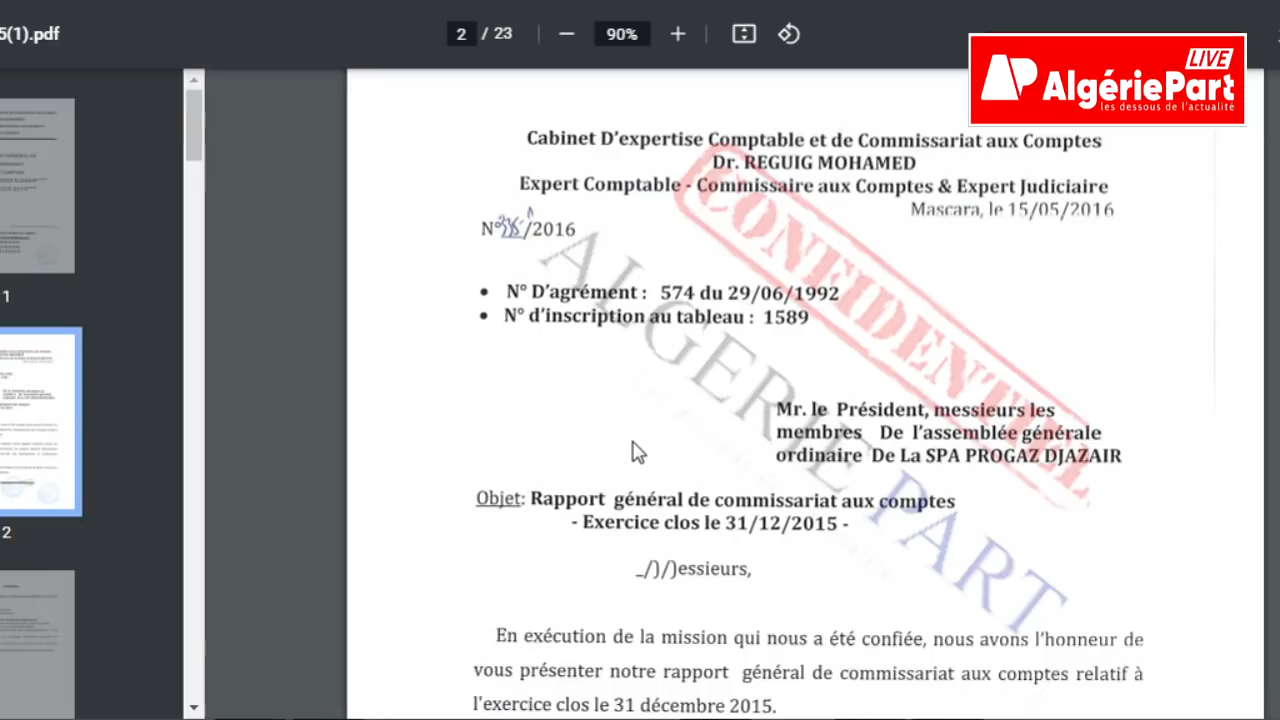 5(1).pdf
2 / 23
90%
LIVE
AP AlgériePart
les dessous de l'actualité
Cabinet D'expertise Comptable et de Commissariat aux Comptes
Dr. REGUIG MOHAMED
Expert Comptable - Commissaire aux Comptes & Expert Judiciaire
Mascara, le 15/05/2016
N° /2016
• N° D'agrément : 574 du 29/06/1992
• N° d'inscription au tableau : 1589
CONFIDENTIEL
ALGERIE PART
Mr. le Président, messieurs les
membres De l'assemblée générale
ordinaire De La SPA PROGAZ DJAZAIR
Objet: Rapport général de commissariat aux comptes
- Exercice clos le 31/12/2015 -
_/)/)essieurs,
En exécution de la mission qui nous a été confiée, nous avons l'honneur de
vous présenter notre rapport général de commissariat aux comptes relatif à
l'exercice clos le 31 décembre 2015.
1
2